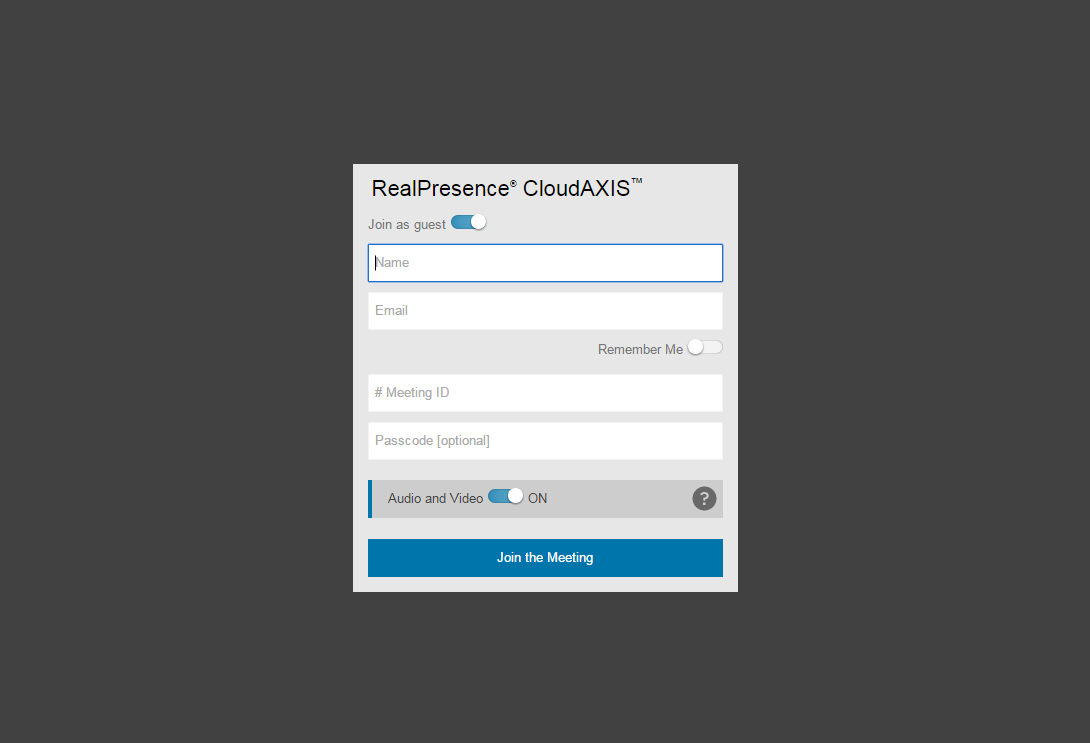 RealPresence® CloudAXIS™
Join as guest
Name
Email
Remember Me
# Meeting ID
Passcode [optional]
Audio and Video ON ?
Join the Meeting